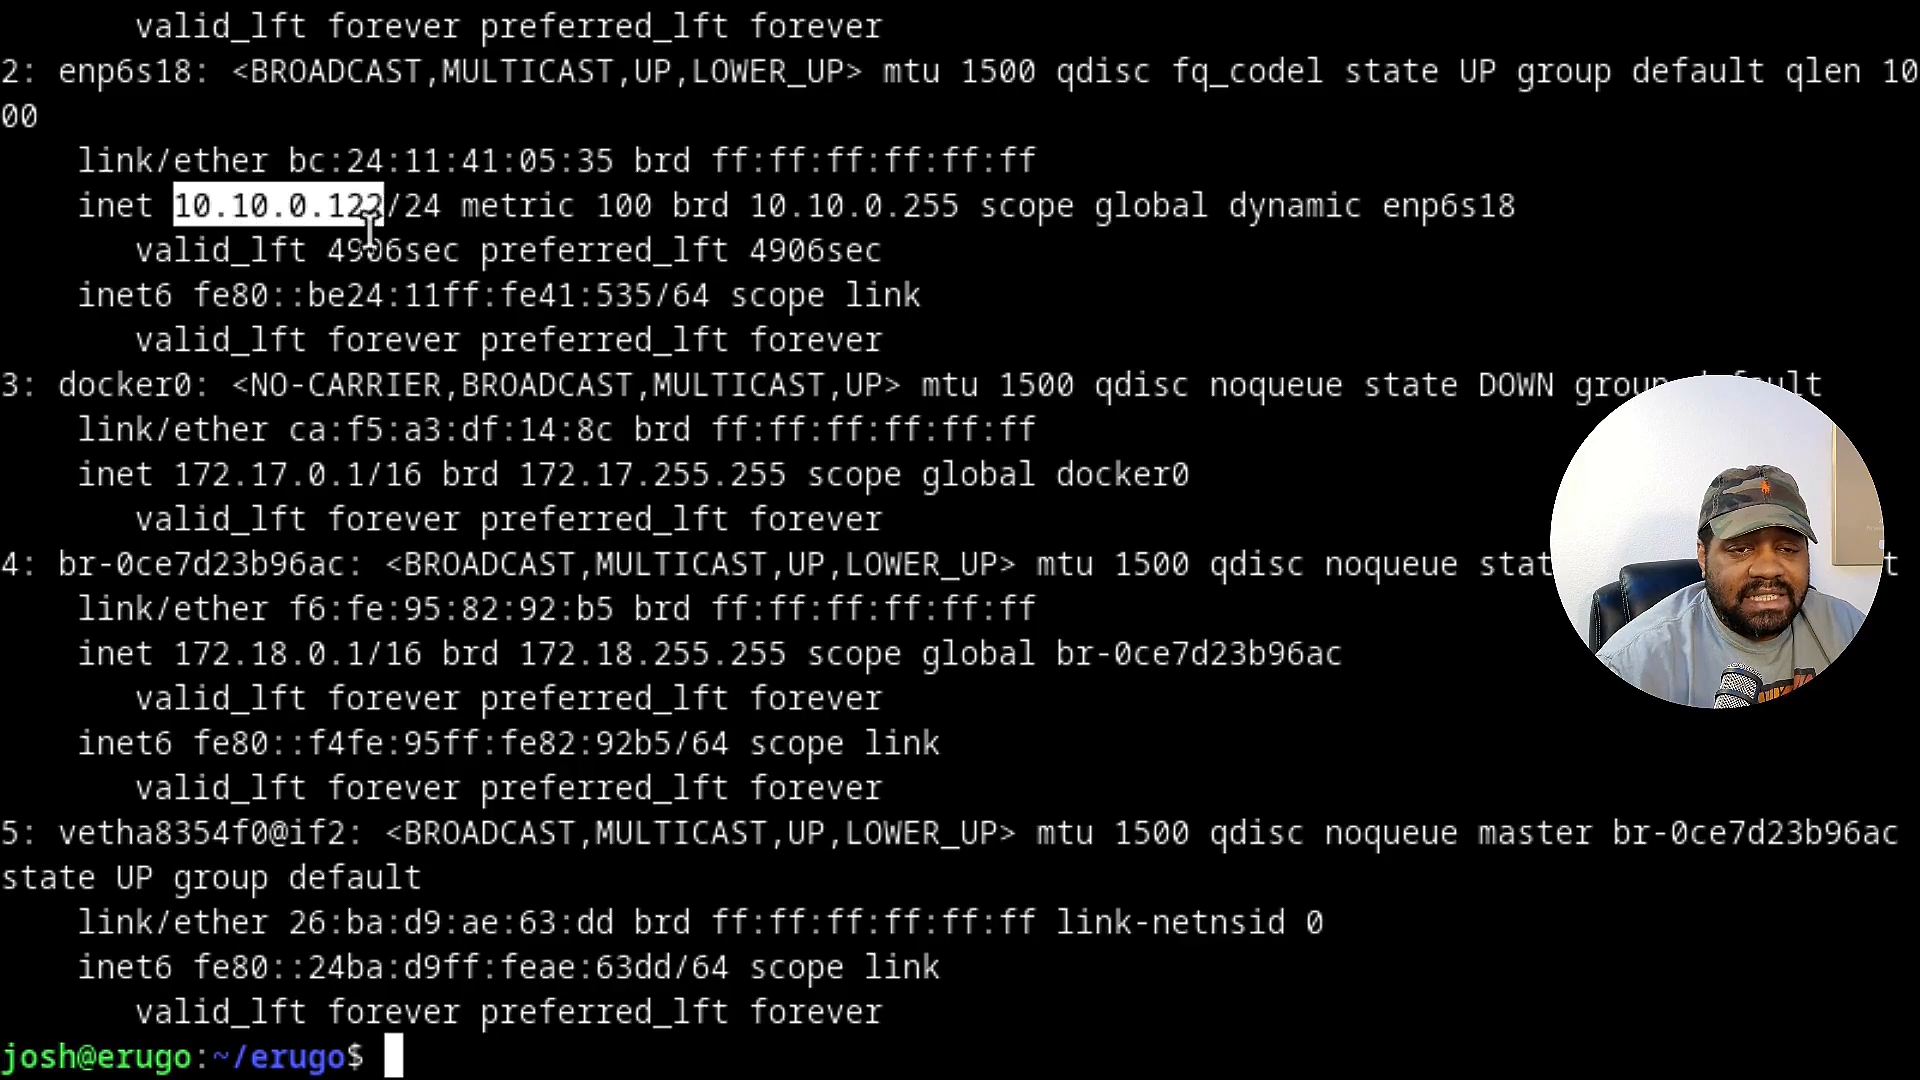 valid_lft forever preferred_lft forever
2: enp6s18: <BROADCAST,MULTICAST,UP,LOWER_UP> mtu 1500 qdisc fq_codel state UP group default qlen 10
00
link/ether bc:24:11:41:05:35 brd ff:ff:ff:ff:ff:ff
inet 10.10.0.122/24 metric 100 brd 10.10.0.255 scope global dynamic enp6s18
valid_lft 4906sec preferred_lft 4906sec
inet6 fe80::be24:11ff:fe41:535/64 scope link
valid_lft forever preferred_lft forever
3: docker0: <NO-CARRIER,BROADCAST,MULTICAST,UP> mtu 1500 qdisc noqueue state DOWN group default
link/ether ca:f5:a3:df:14:8c brd ff:ff:ff:ff:ff:ff
inet 172.17.0.1/16 brd 172.17.255.255 scope global docker0
valid_lft forever preferred_lft forever
4: br-0ce7d23b96ac: <BROADCAST,MULTICAST,UP,LOWER_UP> mtu 1500 qdisc noqueue stat
link/ether f6:fe:95:82:92:b5 brd ff:ff:ff:ff:ff:ff
inet 172.18.0.1/16 brd 172.18.255.255 scope global br-0ce7d23b96ac
valid_lft forever preferred_lft forever
inet6 fe80::f4fe:95ff:fe82:92b5/64 scope link
valid_lft forever preferred_lft forever
5: vetha8354f0@if2: <BROADCAST,MULTICAST,UP,LOWER_UP> mtu 1500 qdisc noqueue master br-0ce7d23b96ac
state UP group default
link/ether 26:ba:d9:ae:63:dd brd ff:ff:ff:ff:ff:ff link-netnsid 0
inet6 fe80::24ba:d9ff:feae:63dd/64 scope link
valid_lft forever preferred_lft forever
josh@erugo:~/erugo$